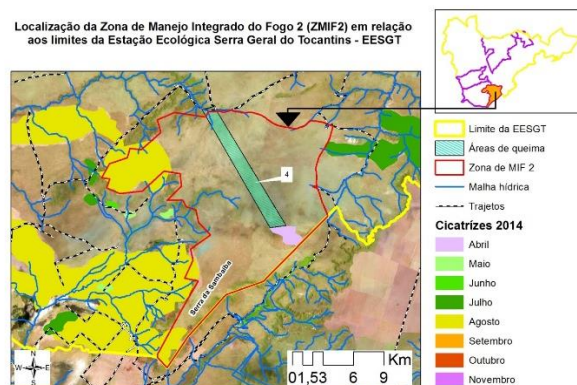 Localização da Zona de Manejo Integrado do Fogo 2 (ZMIF2) em relação
aos limites da Estação Ecológica Serra Geral do Tocantins - EESGT
Limite da EESGT
Áreas de queima
Zona de MIF 2
Malha hídrica
Trajetos
Cicatrízes 2014
Abril
Maio
Junho
Julho
Agosto
Setembro
Outubro
Novembro
4
Serra da Sambaíba
N
W
E
S
Km
01,53 6 9